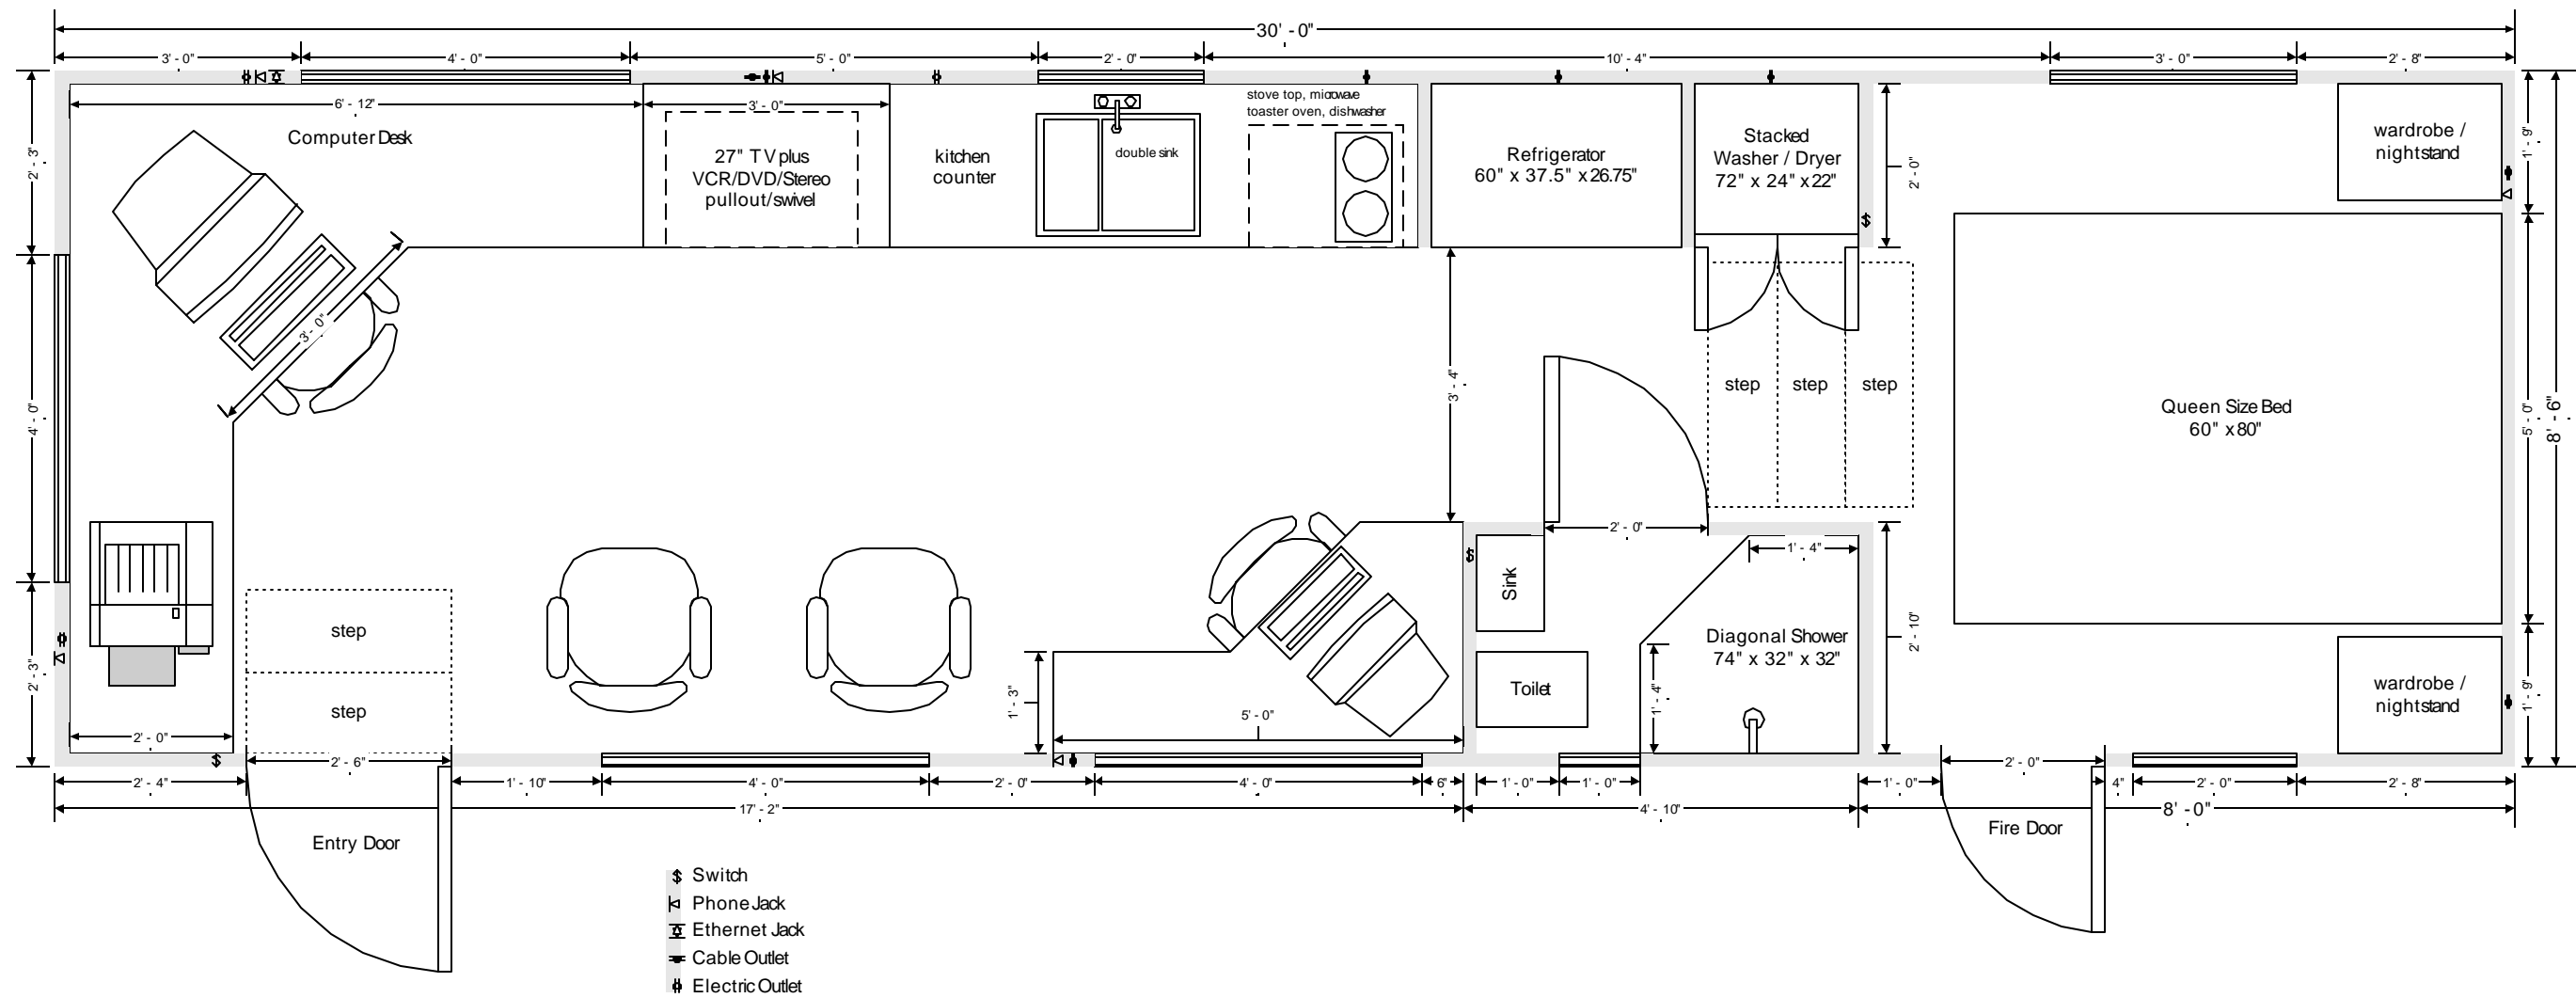 30' - 0"
3' - 0"
4' - 0"
5' - 0"
2' - 0"
10' - 4"
3' - 0"
2' - 8"
6' - 12"
3' - 0"
Computer Desk
27" TV plus
VCR/DVD/Stereo
pullout/swivel
kitchen
counter
double sink
stove top, microwave
toaster oven, dishwasher
Refrigerator
60" x 37.5" x 26.75"
Stacked
Washer / Dryer
72" x 24" x 22"
2' - 0"
wardrobe /
nightstand
1' - 9"
2' - 3"
4' - 0"
2' - 3"
3' - 0"
3' - 4"
step
step
step
Queen Size Bed
60" x 80"
5' - 0"
8' - 6"
2' - 0"
1' - 4"
Sink
step
step
Diagonal Shower
74" x 32" x 32"
2' - 10"
Toilet
1' - 4"
1' - 3"
5' - 0"
wardrobe /
nightstand
1' - 9"
2' - 0"
2' - 6"
2' - 0"
2' - 4"
1' - 10"
4' - 0"
2' - 0"
4' - 0"
6"
1' - 0"
1' - 0"
1' - 0"
4"
2' - 0"
2' - 8"
17' - 2"
4' - 10"
8' - 0"
Entry Door
Fire Door
Switch
Phone Jack
Ethernet Jack
Cable Outlet
Electric Outlet